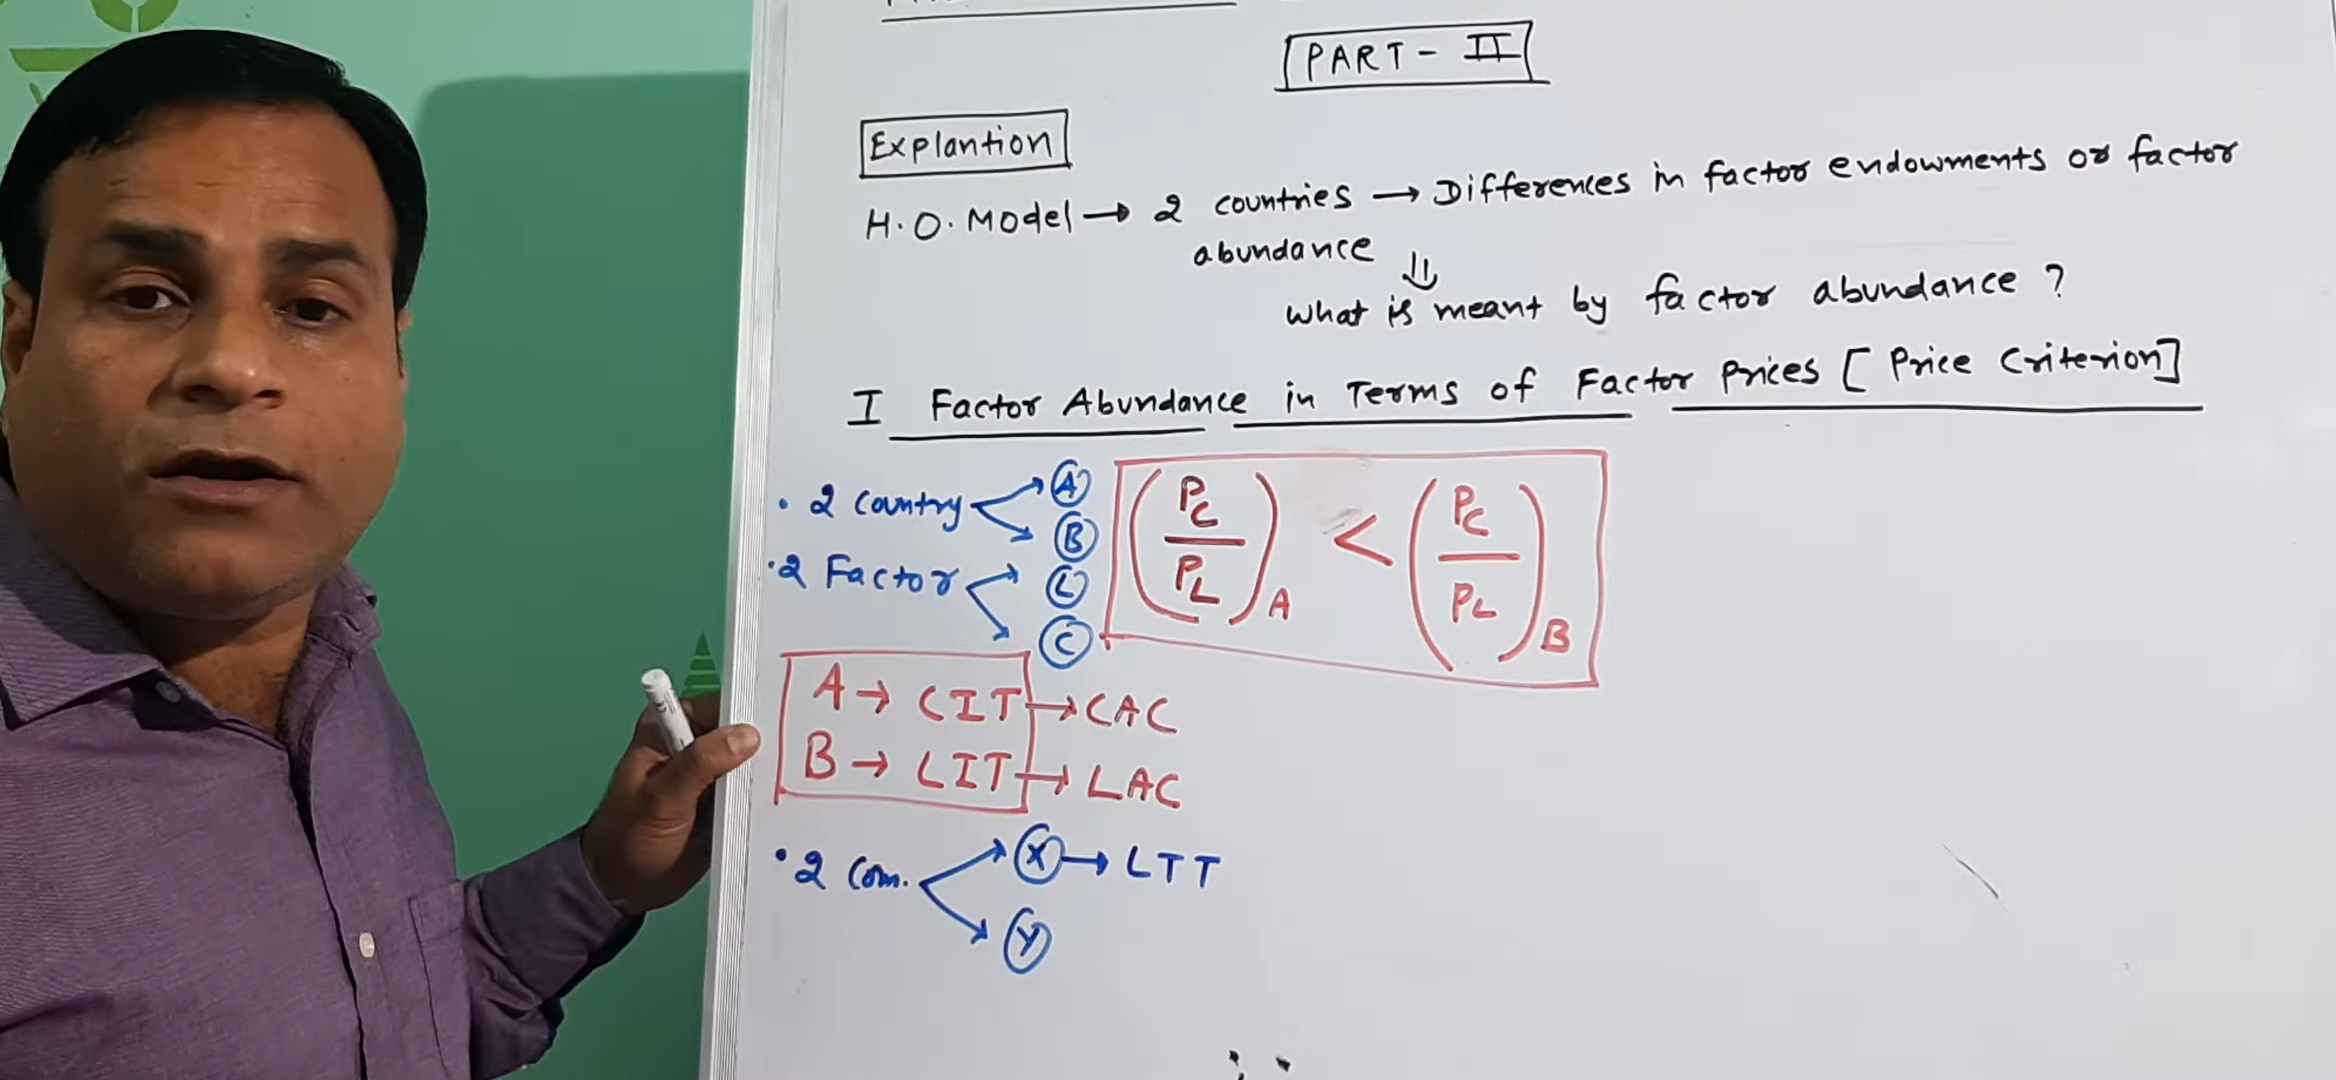 PART - II
Explantion
H.O. Model → 2 countries → Differences in factor endowments or factor
abundance ⇓
what is meant by factor abundance ?
I Factor Abundance in Terms of Factor Prices [ Price Criterion]
• 2 Country A
B
(PC/PL)A < (PC/PL)B
• 2 Factor L
C
A → CIT → CAC
B → LIT → LAC
• 2 Com. X → LTT
Y